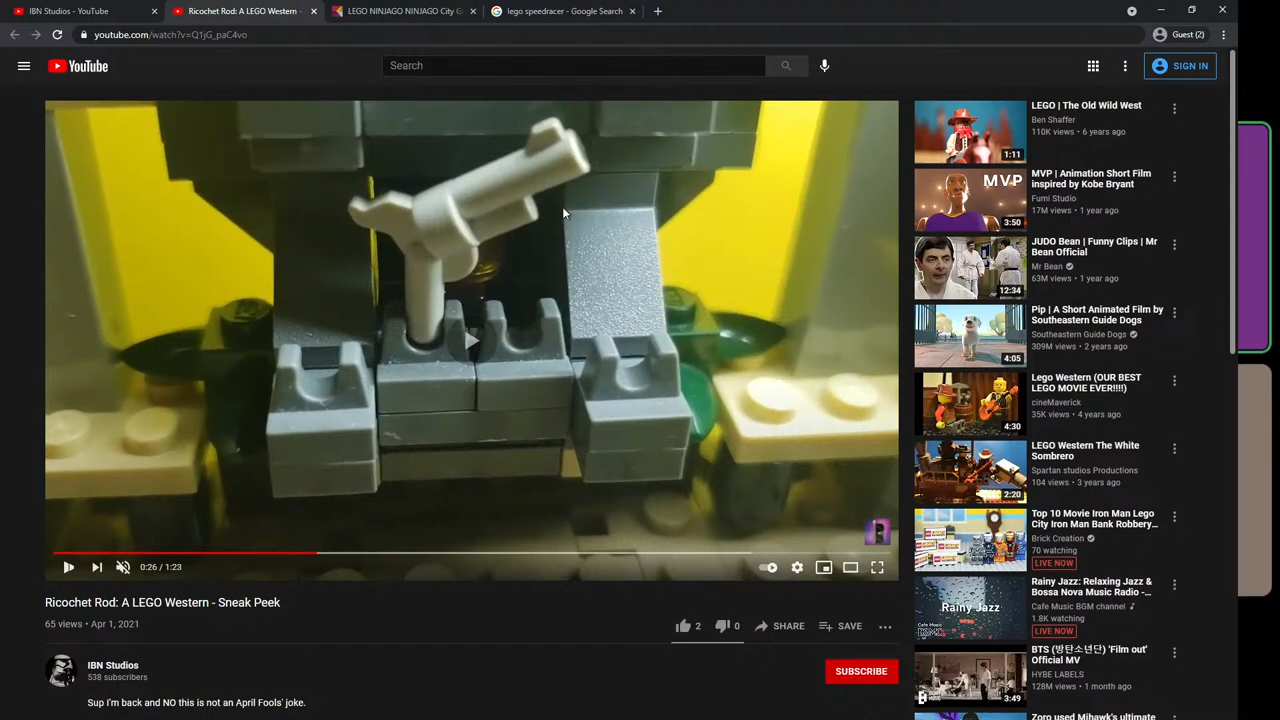 IBN Studios - YouTube
Ricochet Rod: A LEGO Western -
LEGO NINJAGO NINJAGO City G
lego speedracer - Google Search
youtube.com/watch?v=Q1jG_paC4vo
Guest (2)
YouTube
Search
SIGN IN
0:26 / 1:23
Ricochet Rod: A LEGO Western - Sneak Peek
65 views • Apr 1, 2021
2
0
SHARE
SAVE
IBN Studios
538 subscribers
SUBSCRIBE
Sup I'm back and NO this is not an April Fools' joke.
1:11
LEGO | The Old Wild West
Ben Shaffer
110K views • 6 years ago
MVP
3:50
MVP | Animation Short Film
inspired by Kobe Bryant
Fumi Studio
17M views • 1 year ago
12:34
JUDO Bean | Funny Clips | Mr
Bean Official
Mr Bean
63M views • 1 year ago
4:05
Pip | A Short Animated Film by
Southeastern Guide Dogs
Southeastern Guide Dogs
309M views • 2 years ago
4:30
Lego Western (OUR BEST
LEGO MOVIE EVER!!!!)
cineMaverick
35K views • 4 years ago
2:20
LEGO Western The White
Sombrero
Spartan studios Productions
104 views • 3 years ago
Top 10 Movie Iron Man Lego
City Iron Man Bank Robbery…
Brick Creation
70 watching
LIVE NOW
Rainy Jazz
Rainy Jazz: Relaxing Jazz &
Bossa Nova Music Radio -…
Cafe Music BGM channel
1.8K watching
LIVE NOW
3:49
BTS (방탄소년단) 'Film out'
Official MV
HYBE LABELS
128M views • 1 month ago
Zoro used Mihawk's ultimate